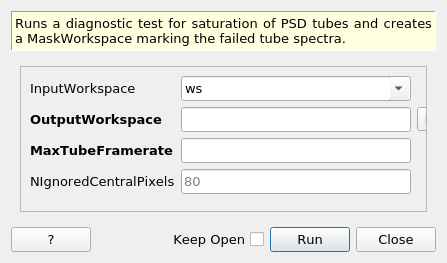 Runs a diagnostic test for saturation of PSD tubes and creates
a MaskWorkspace marking the failed tube spectra.
InputWorkspace ws
OutputWorkspace
MaxTubeFramerate
NIgnoredCentralPixels 80
? Keep Open Run Close